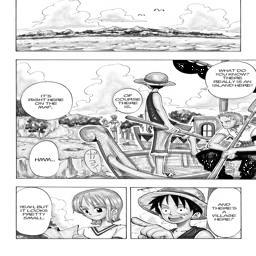 WHAT DO YOU
KNOW? THERE
REALLY IS AN
ISLAND HERE!
OF
COURSE
THERE
IS.
IT'S
RIGHT HERE
ON THE
MAP.
HMM...
YEAH, BUT
IT LOOKS
PRETTY
SMALL.
AND
THERE'S
A
VILLAGE
HERE?